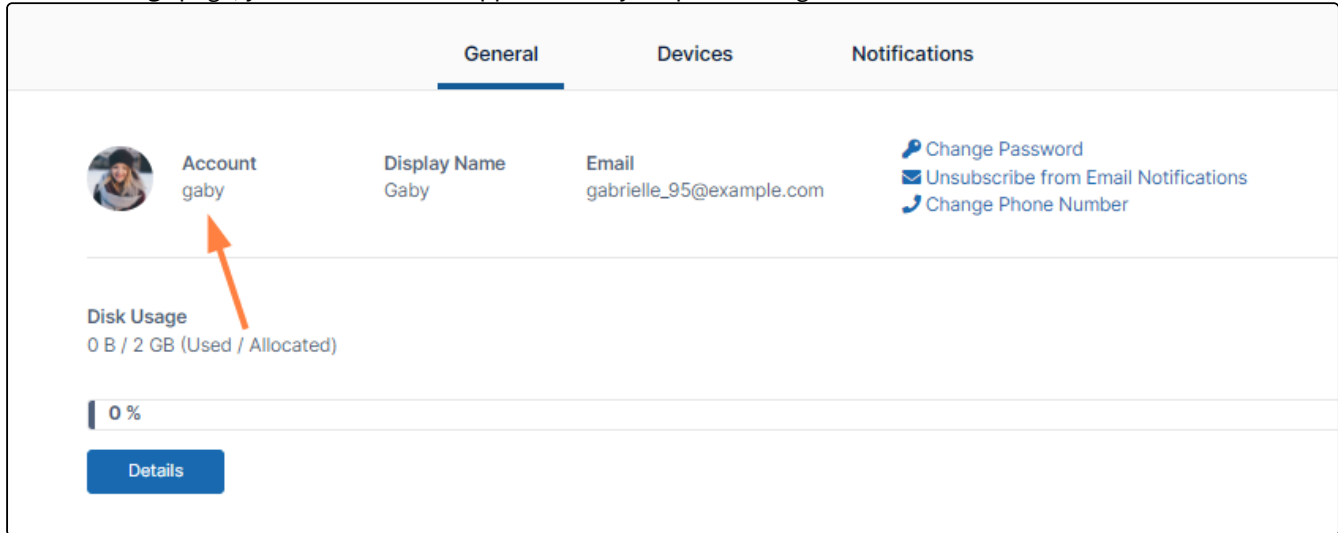 General Devices Notifications
Account Display Name Email
gaby Gaby gabrielle_95@example.com
Change Password
Unsubscribe from Email Notifications
Change Phone Number
Disk Usage
0 B / 2 GB (Used / Allocated)
0 %
Details